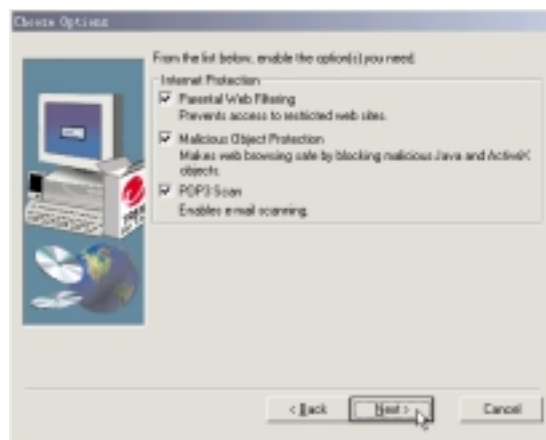 Choose Options
From the list below, enable the option(s) you need.
Internet Protection
Parental Web Filtering
Prevents access to restricted web sites.
Malicious Object Protection
Makes web browsing safe by blocking malicious Java and ActiveX
objects.
POP3 Scan
Enables email scanning.
< Back
Next >
Cancel